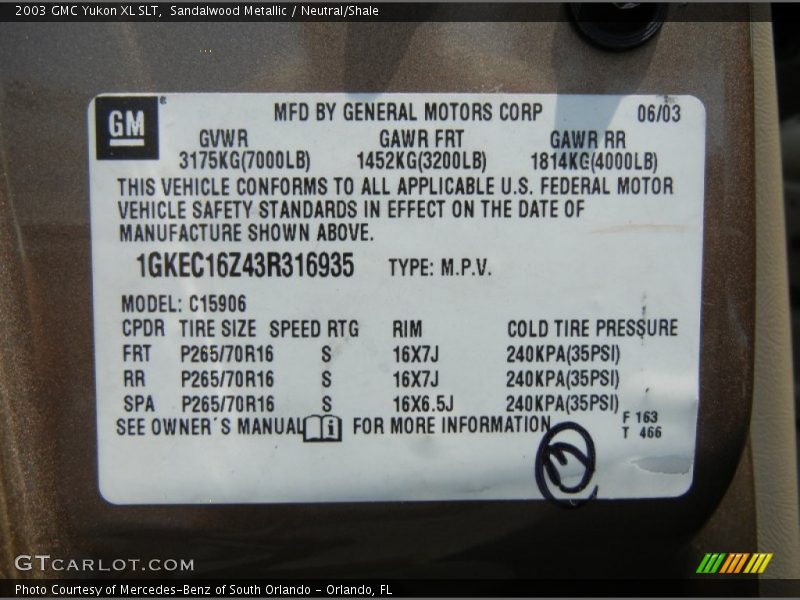 2003 GMC Yukon XL SLT, Sandalwood Metallic / Neutral/Shale
GM ® MFD BY GENERAL MOTORS CORP 06/03
GVWR GAWR FRT GAWR RR
3175KG(7000LB) 1452KG(3200LB) 1814KG(4000LB)
THIS VEHICLE CONFORMS TO ALL APPLICABLE U.S. FEDERAL MOTOR
VEHICLE SAFETY STANDARDS IN EFFECT ON THE DATE OF
MANUFACTURE SHOWN ABOVE.
1GKEC16Z43R316935 TYPE: M.P.V.
MODEL: C15906
CPDR TIRE SIZE SPEED RTG RIM COLD TIRE PRESSURE
FRT P265/70R16 S 16X7J 240KPA(35PSI)
RR P265/70R16 S 16X7J 240KPA(35PSI)
SPA P265/70R16 S 16X6.5J 240KPA(35PSI)
SEE OWNER´S MANUAL i FOR MORE INFORMATION
F 163
T 466
GTCARLOT.COM
Photo Courtesy of Mercedes-Benz of South Orlando - Orlando, FL